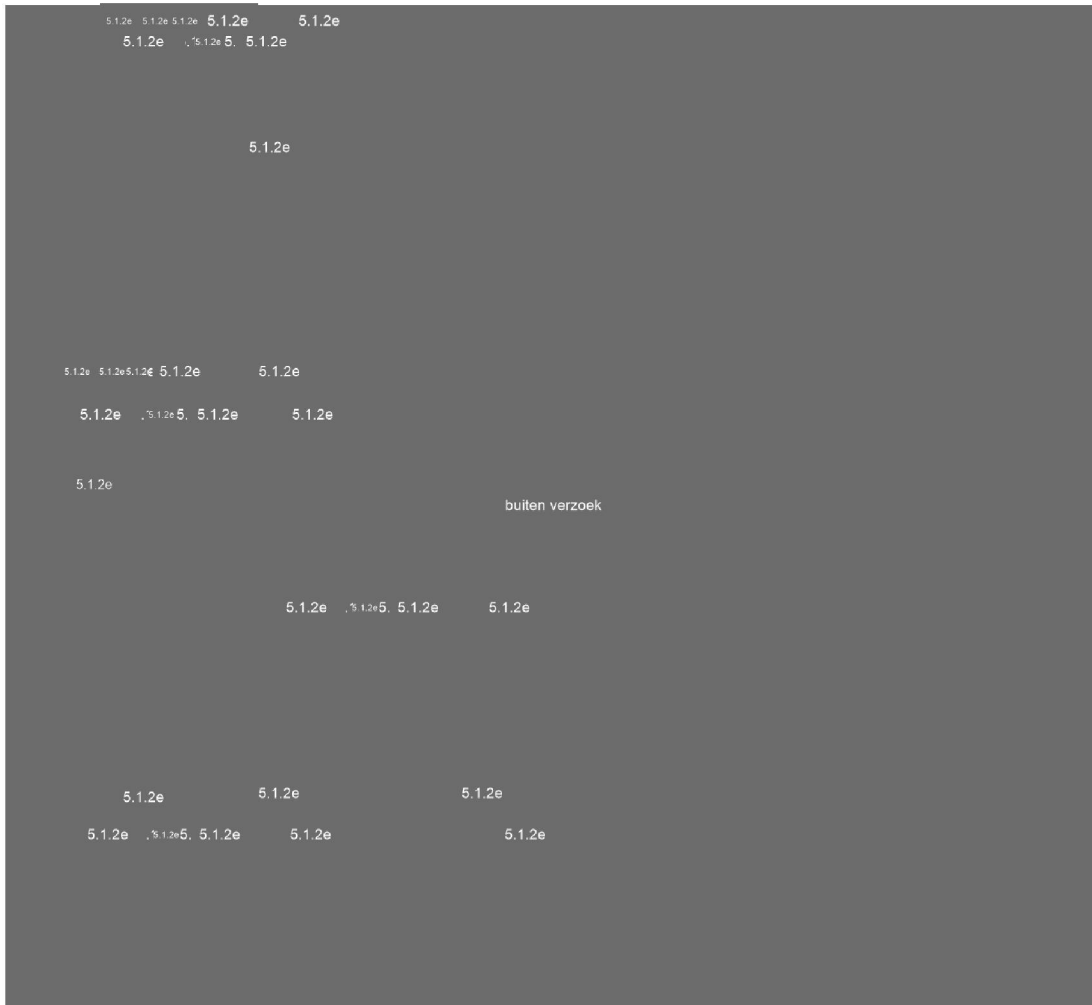 5.1.2e 5.1.2e 5.1.2e 5.1.2e 5.1.2e
5.1.2e 5.1.2e 5. 5.1.2e
5.1.2e
5.1.2e 5.1.2e 5.1.2e 5.1.2e 5.1.2e
5.1.2e 5.1.2e 5. 5.1.2e 5.1.2e
5.1.2e
buiten verzoek
5.1.2e 5.1.2e 5. 5.1.2e 5.1.2e
5.1.2e 5.1.2e 5.1.2e
5.1.2e 5.1.2e 5. 5.1.2e 5.1.2e 5.1.2e